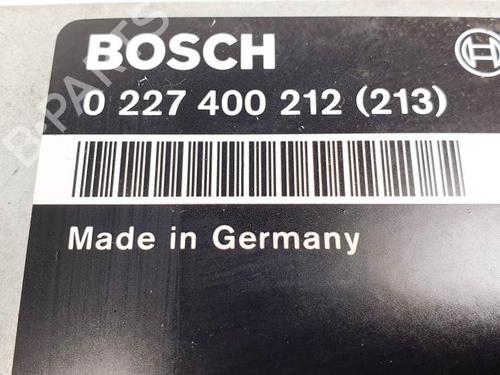 BOSCH
0 227 400 212 (213)
Made in Germany
B-PARTS